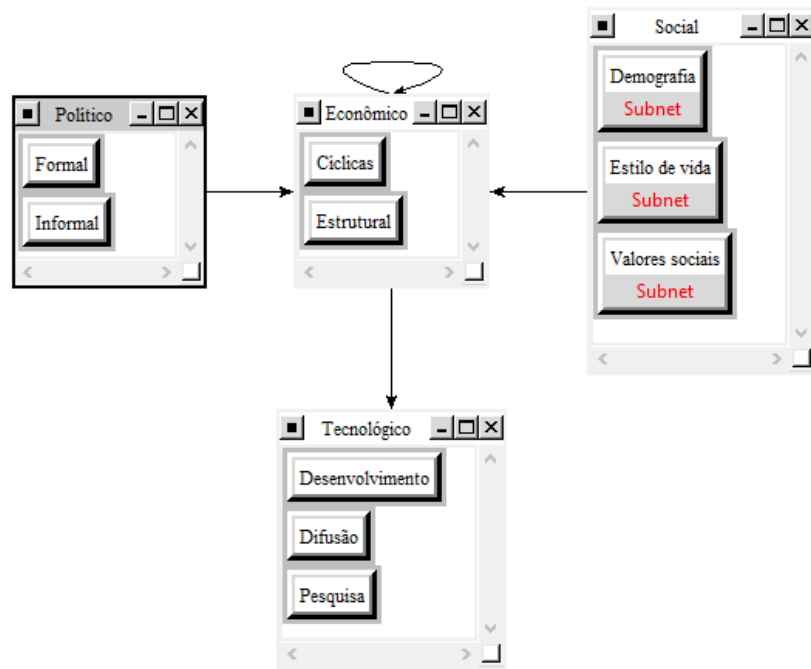 Político
Formal
Informal
Econômico
Cíclicas
Estrutural
Social
Demografia
Subnet
Estilo de vida
Subnet
Valores sociais
Subnet
Tecnológico
Desenvolvimento
Difusão
Pesquisa